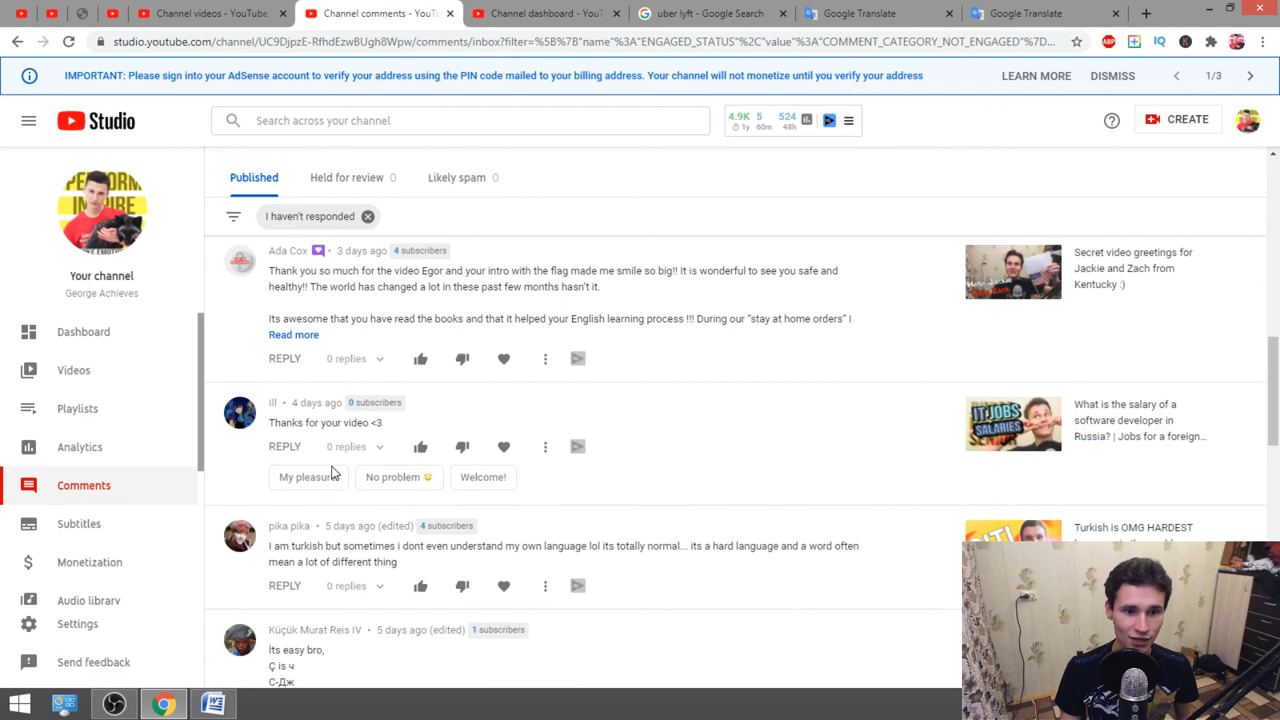 Channel videos - YouTube
Channel comments - YouTu
Channel dashboard - YouTu
uber lyft - Google Search
Google Translate
Google Translate
studio.youtube.com/channel/UC9DjpzE-RfhdEzwBUgh8Wpw/comments/inbox?filter=%5B%7B"name"%3A"ENGAGED_STATUS"%2C"value"%3A"COMMENT_CATEGORY_NOT_ENGAGED"%7D...
IMPORTANT: Please sign into your AdSense account to verify your address using the PIN code mailed to your billing address. Your channel will not monetize until you verify your address
LEARN MORE
DISMISS
1/3
Studio
Search across your channel
4.9K 5 524
1y 60m 48h
CREATE
PERFORM
INSPIRE
Your channel
George Achieves
Dashboard
Videos
Playlists
Analytics
Comments
Subtitles
Monetization
Audio library
Settings
Send feedback
Published
Held for review 0
Likely spam 0
I haven't responded
Ada Cox • 3 days ago 4 subscribers
Thank you so much for the video Egor and your intro with the flag made me smile so big!! It is wonderful to see you safe and
healthy!! The world has changed a lot in these past few months hasn't it.
Its awesome that you have read the books and that it helped your English learning process !!! During our "stay at home orders" I
Read more
REPLY 0 replies
Secret video greetings for
Jackie and Zach from
Kentucky :)
Ill • 4 days ago 0 subscribers
Thanks for your video <3
REPLY 0 replies
My pleasur
No problem
Welcome!
IT JOBS
SALARIES
What is the salary of a
software developer in
Russia? | Jobs for a foreign...
pika pika • 5 days ago (edited) 4 subscribers
I am turkish but sometimes i dont even understand my own language lol its totally normal... its a hard language and a word often
mean a lot of different thing
REPLY 0 replies
Turkish is OMG HARDEST
Küçük Murat Reis IV • 5 days ago (edited) 1 subscribers
İts easy bro,
Ç is ч
C-Дж